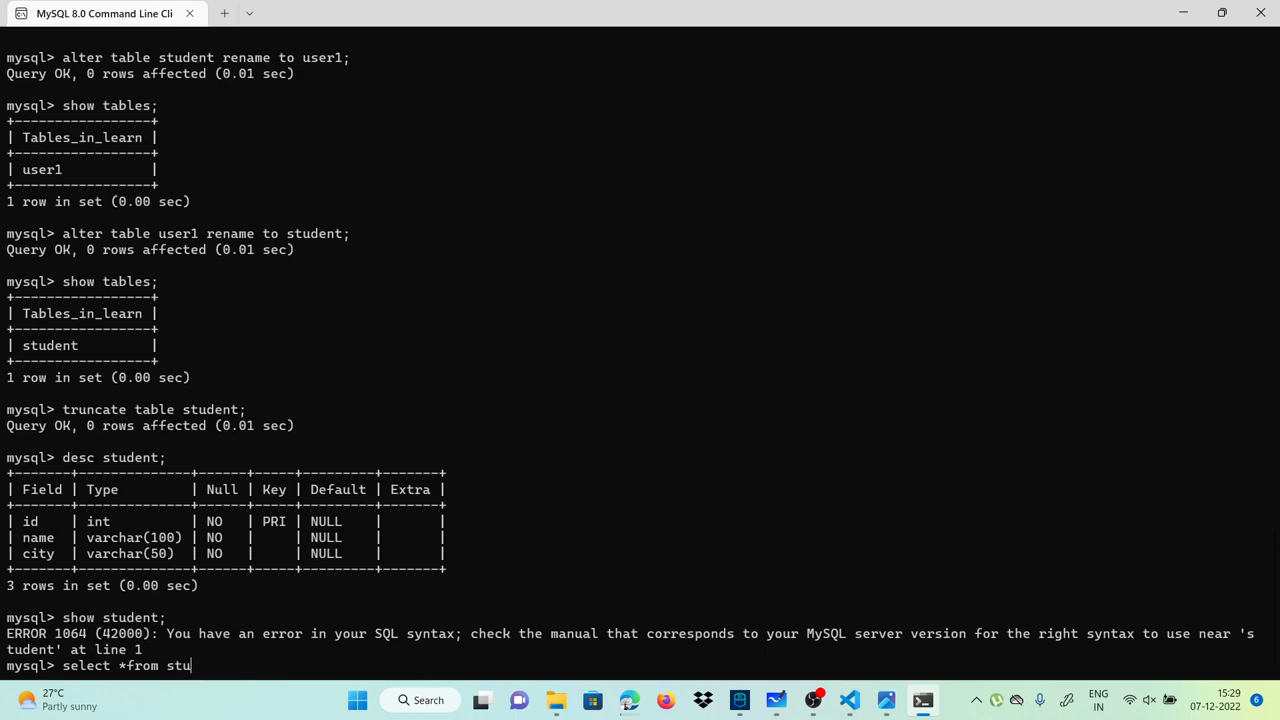 MySQL 8.0 Command Line Cli
mysql> alter table student rename to user1;
Query OK, 0 rows affected (0.01 sec)
mysql> show tables;
+-----------------+
| Tables_in_learn |
+-----------------+
| user1           |
+-----------------+
1 row in set (0.00 sec)
mysql> alter table user1 rename to student;
Query OK, 0 rows affected (0.01 sec)
mysql> show tables;
+-----------------+
| Tables_in_learn |
+-----------------+
| student         |
+-----------------+
1 row in set (0.00 sec)
mysql> truncate table student;
Query OK, 0 rows affected (0.01 sec)
mysql> desc student;
+-------+--------------+------+-----+---------+-------+
| Field | Type         | Null | Key | Default | Extra |
+-------+--------------+------+-----+---------+-------+
| id    | int          | NO   | PRI | NULL    |       |
| name  | varchar(100) | NO   |     | NULL    |       |
| city  | varchar(50)  | NO   |     | NULL    |       |
+-------+--------------+------+-----+---------+-------+
3 rows in set (0.00 sec)
mysql> show student;
ERROR 1064 (42000): You have an error in your SQL syntax; check the manual that corresponds to your MySQL server version for the right syntax to use near 's
tudent' at line 1
mysql> select *from stu
27°C
Partly sunny
Search
ENG
IN
15:29
07-12-2022
6